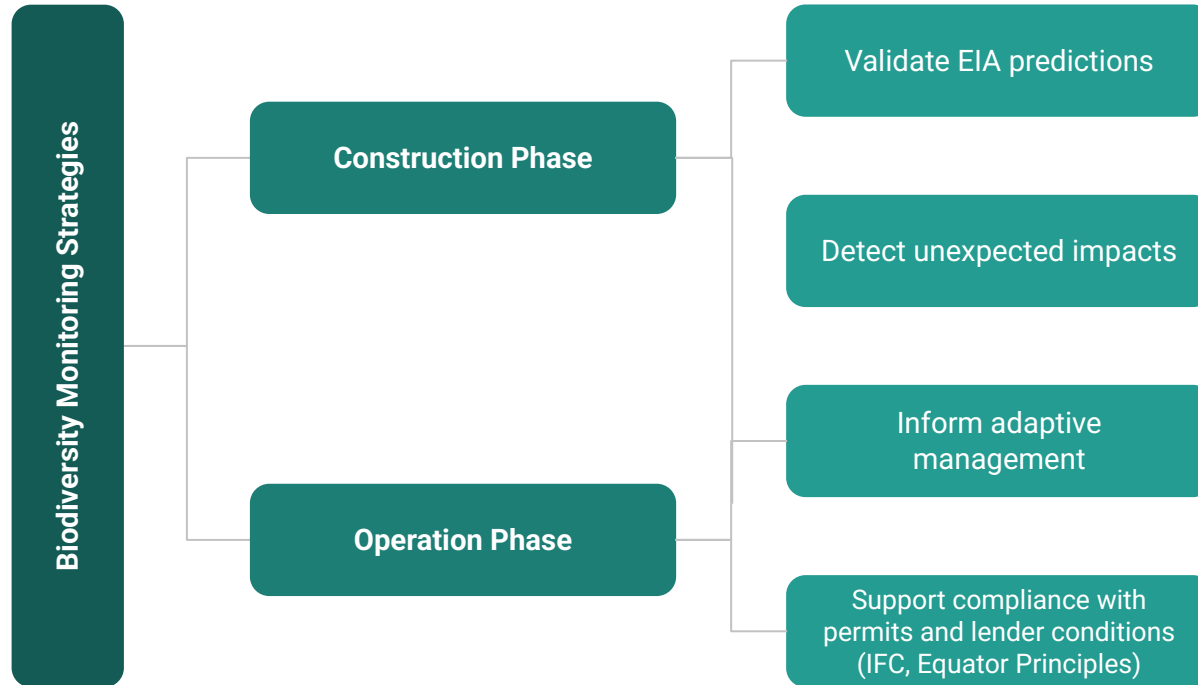 Biodiversity Monitoring Strategies
Construction Phase
Operation Phase
Validate EIA predictions
Detect unexpected impacts
Inform adaptive
management
Support compliance with
permits and lender conditions
(IFC, Equator Principles)